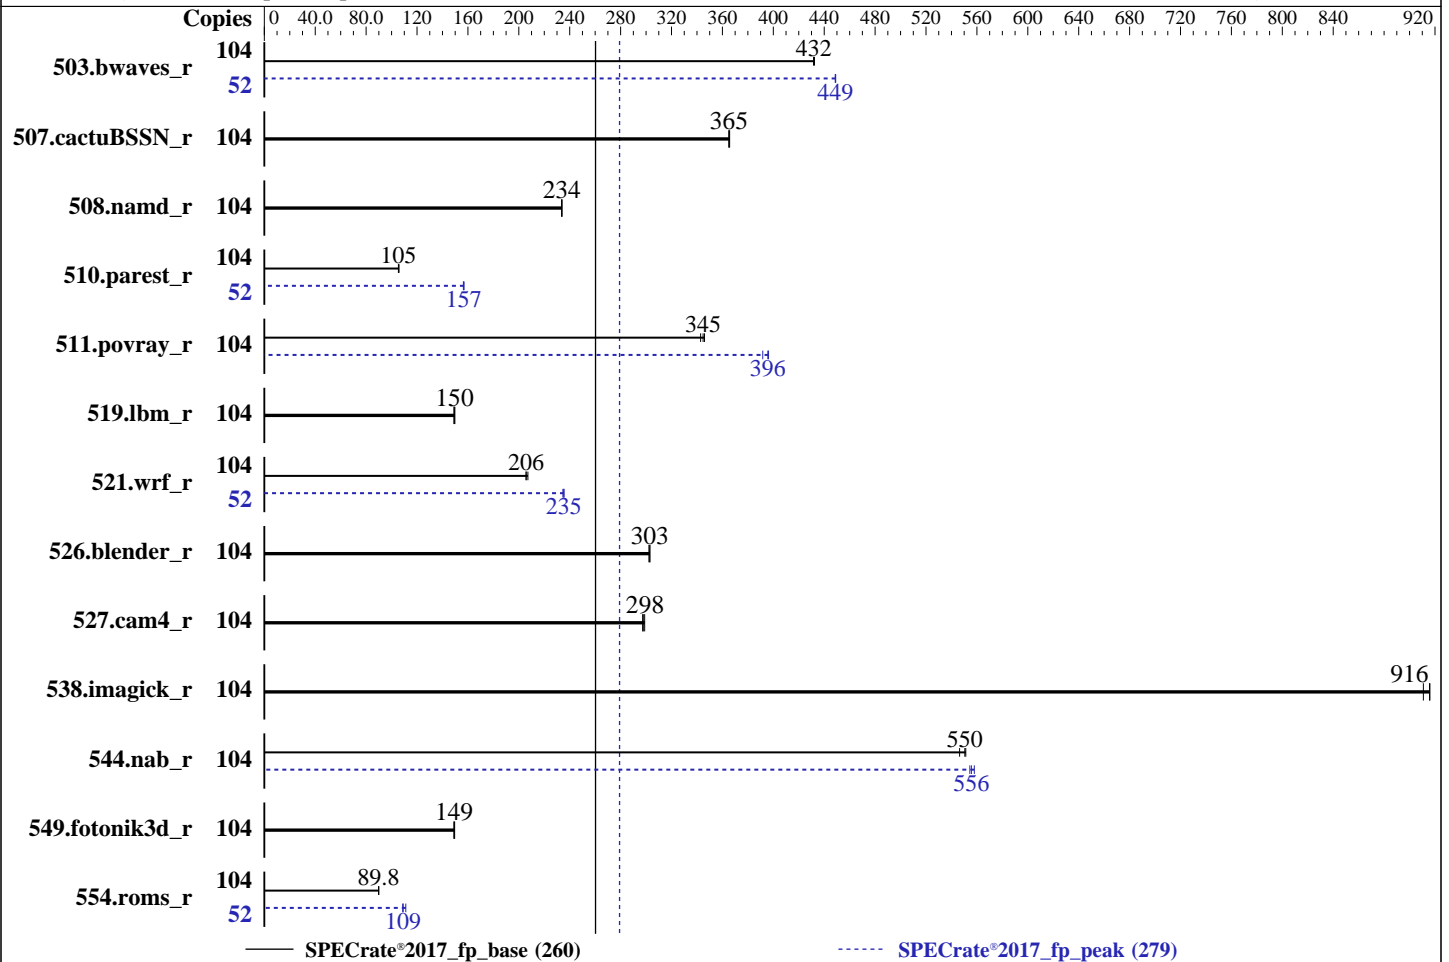 Copies 0 40.0 80.0 120 160 200 240 280 320 360 400 440 480 520 560 600 640 680 720 760 800 840 920
503.bwaves_r 104 432
52 449
507.cactuBSSN_r 104 365
508.namd_r 104 234
510.parest_r 104 105
52 157
511.povray_r 104 345
396
519.lbm_r 104 150
521.wrf_r 104 206
52 235
526.blender_r 104 303
527.cam4_r 104 298
538.imagick_r 104 916
544.nab_r 104 550
556
549.fotonik3d_r 104 149
554.roms_r 104 89.8
52 109
SPECrate®2017_fp_base (260) SPECrate®2017_fp_peak (279)